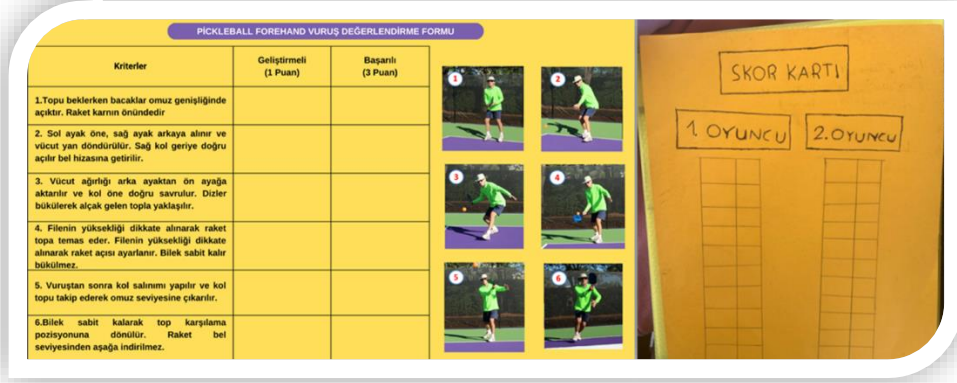 PİCKLEBALL FOREHAND VURUŞ DEĞERLENDİRME FORMU
Kriterler
Geliştirmeli
(1 Puan)
Başarılı
(3 Puan)
1.Topu beklerken bacaklar omuz genişliğinde
açıktır. Raket karnın önündedir
2. Sol ayak öne, sağ ayak arkaya alınır ve
vücut yan döndürülür. Sağ kol geriye doğru
açılır bel hizasına getirilir.
3. Vücut ağırlığı arka ayaktan ön ayağa
aktarılır ve kol öne doğru savrulur. Dizler
bükülerek alçak gelen topla yaklaşılır.
4. Filenin yüksekliği dikkate alınarak raket
topa temas eder. Filenin yüksekliği dikkate
alınarak raket açısı ayarlanır. Bilek sabit kalır
bükülmez.
5. Vuruştan sonra kol salınımı yapılır ve kol
topu takip ederek omuz seviyesine çıkarılır.
6.Bilek sabit kalarak top karşılama
pozisyonuna dönülür. Raket bel
seviyesinden aşağa indirilmez.
1
2
3
4
5
6
SKOR KARTI
1. OYUNCU
2. OYUNCU